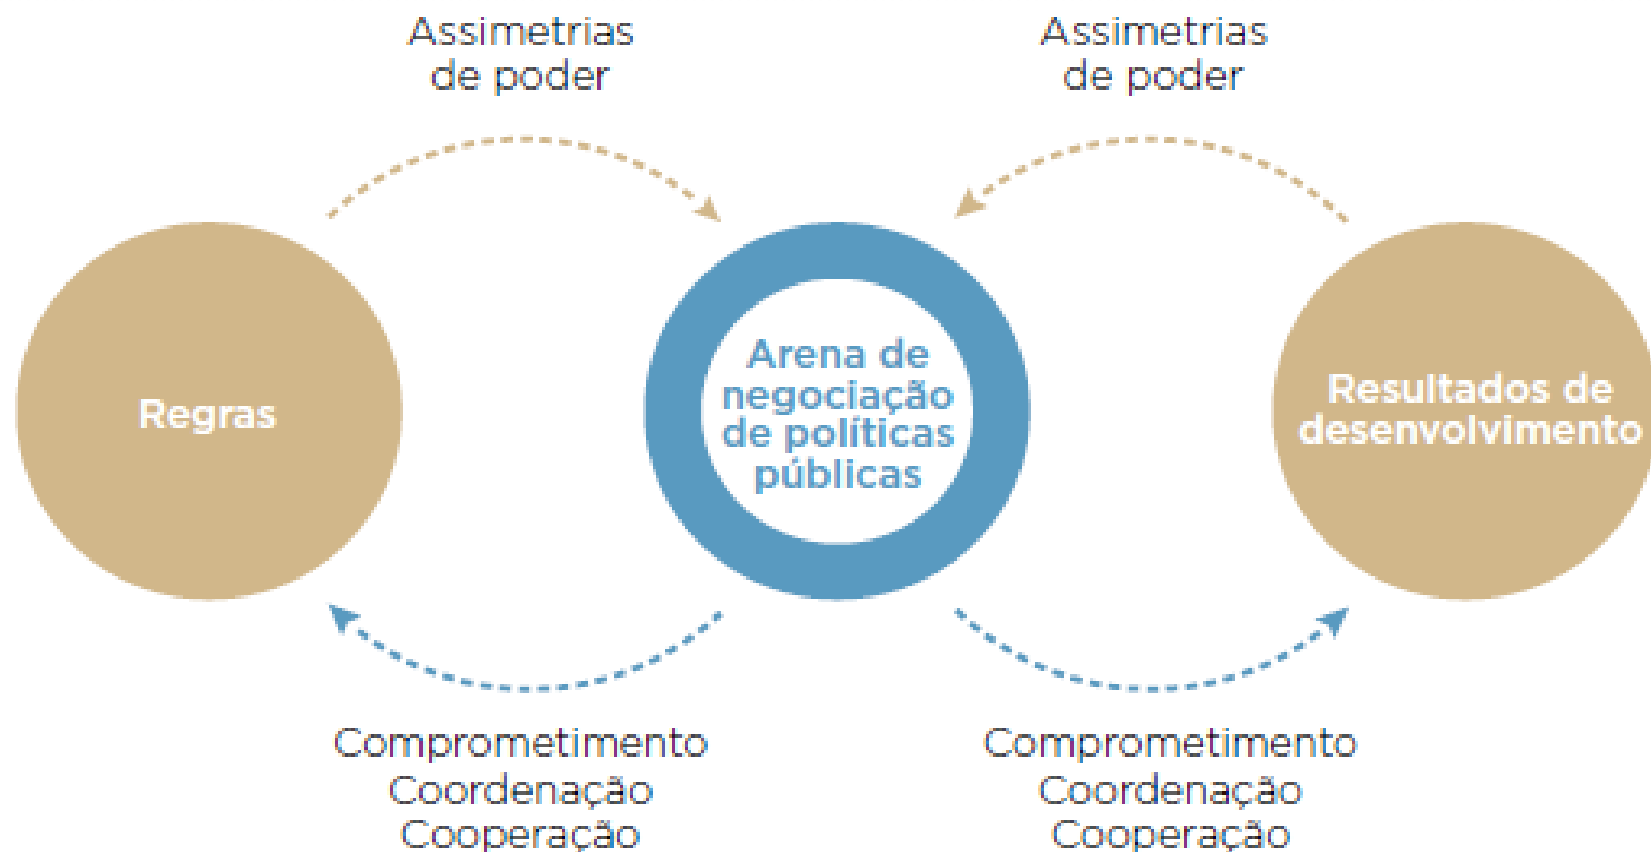 Assimetrias
de poder
Assimetrias
de poder
Regras
Arena de
negociação
de políticas
públicas
Resultados de
desenvolvimento
Comprometimento
Coordenação
Cooperação
Comprometimento
Coordenação
Cooperação